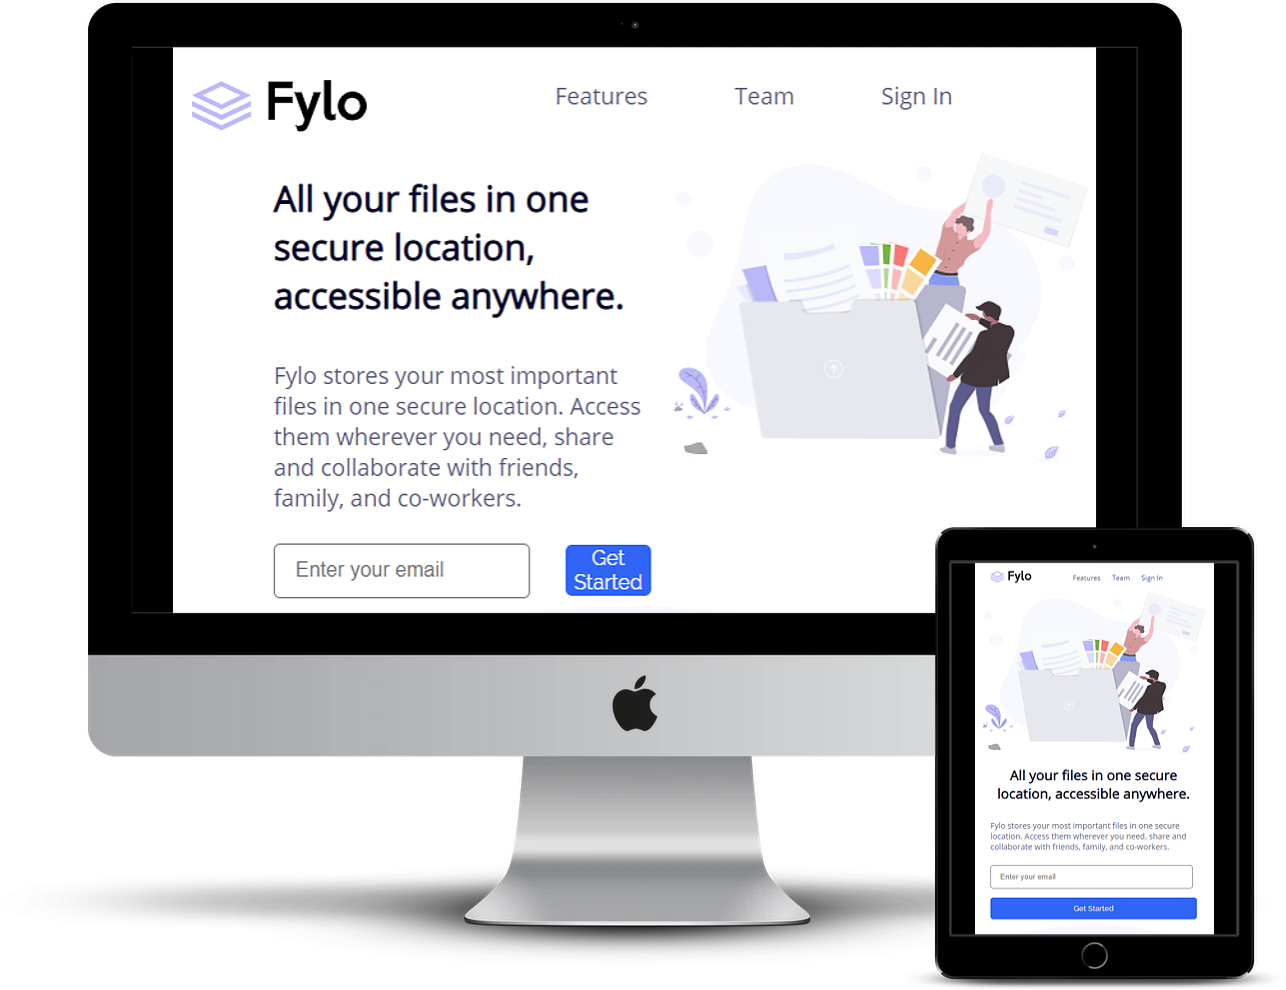 Fylo
Features Team Sign In
All your files in one
secure location,
accessible anywhere.
Fylo stores your most important
files in one secure location. Access
them wherever you need, share
and collaborate with friends,
family, and co-workers.
Enter your email
Get
Started
Fylo
Features Team Sign In
All your files in one secure
location, accessible anywhere.
Fylo stores your most important files in one secure
location. Access them wherever you need, share and
collaborate with friends, family, and co-workers.
Enter your email
Get Started